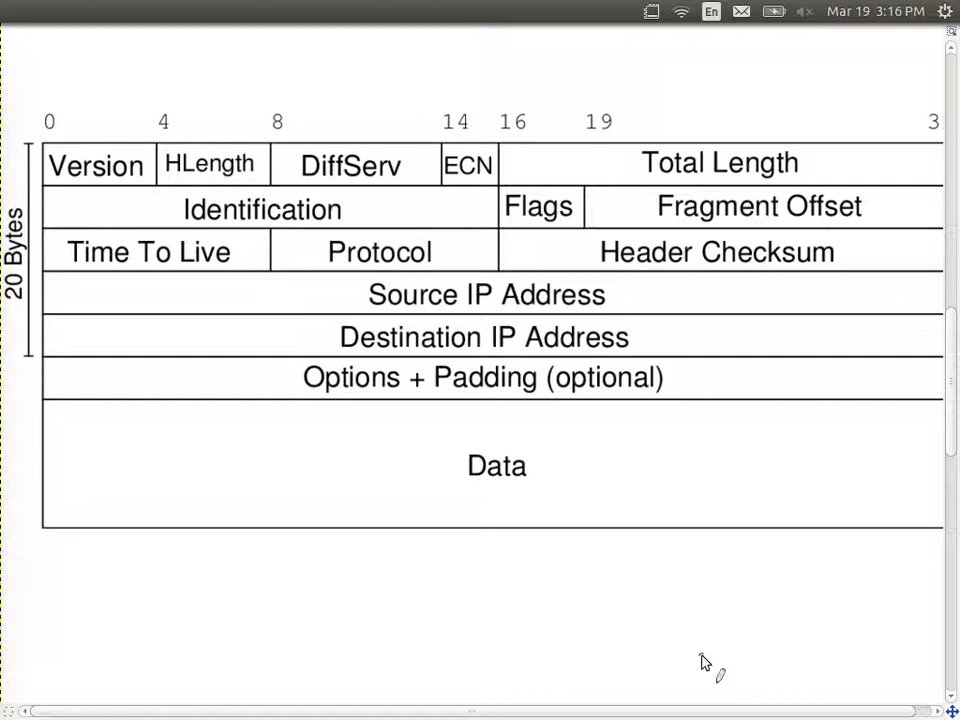 En Mar 19 3:16 PM
0 4 8 14 16 19 3
Version HLength DiffServ ECN Total Length
Identification Flags Fragment Offset
Time To Live Protocol Header Checksum
Source IP Address
Destination IP Address
Options + Padding (optional)
Data
20 Bytes